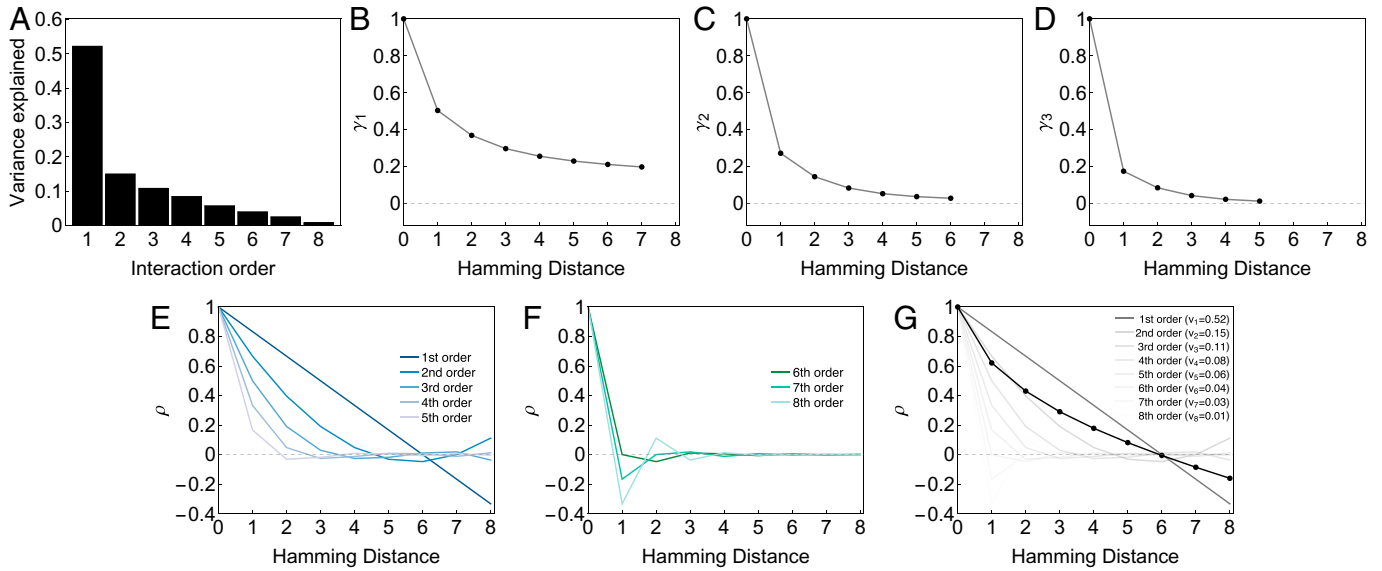 A
0.6
0.5
0.4
0.3
0.2
0.1
0
Variance explained
1 2 3 4 5 6 7 8
Interaction order
B
1
0.8
0.6
0.4
0.2
0
γ1
0 1 2 3 4 5 6 7 8
Hamming Distance
C
1
0.8
0.6
0.4
0.2
0
γ2
0 1 2 3 4 5 6 7 8
Hamming Distance
D
1
0.8
0.6
0.4
0.2
0
γ3
0 1 2 3 4 5 6 7 8
Hamming Distance
E
1
0.8
0.6
0.4
0.2
0
−0.2
−0.4
ρ
1st order
2nd order
3rd order
4th order
5th order
0 1 2 3 4 5 6 7 8
Hamming Distance
F
1
0.8
0.6
0.4
0.2
0
−0.2
−0.4
ρ
6th order
7th order
8th order
0 1 2 3 4 5 6 7 8
Hamming Distance
G
1
0.8
0.6
0.4
0.2
0
−0.2
−0.4
ρ
1st order (v1=0.52)
2nd order (v2=0.15)
3rd order (v3=0.11)
4th order (v4=0.08)
5th order (v5=0.06)
6th order (v6=0.04)
7th order (v7=0.03)
8th order (v8=0.01)
0 1 2 3 4 5 6 7 8
Hamming Distance